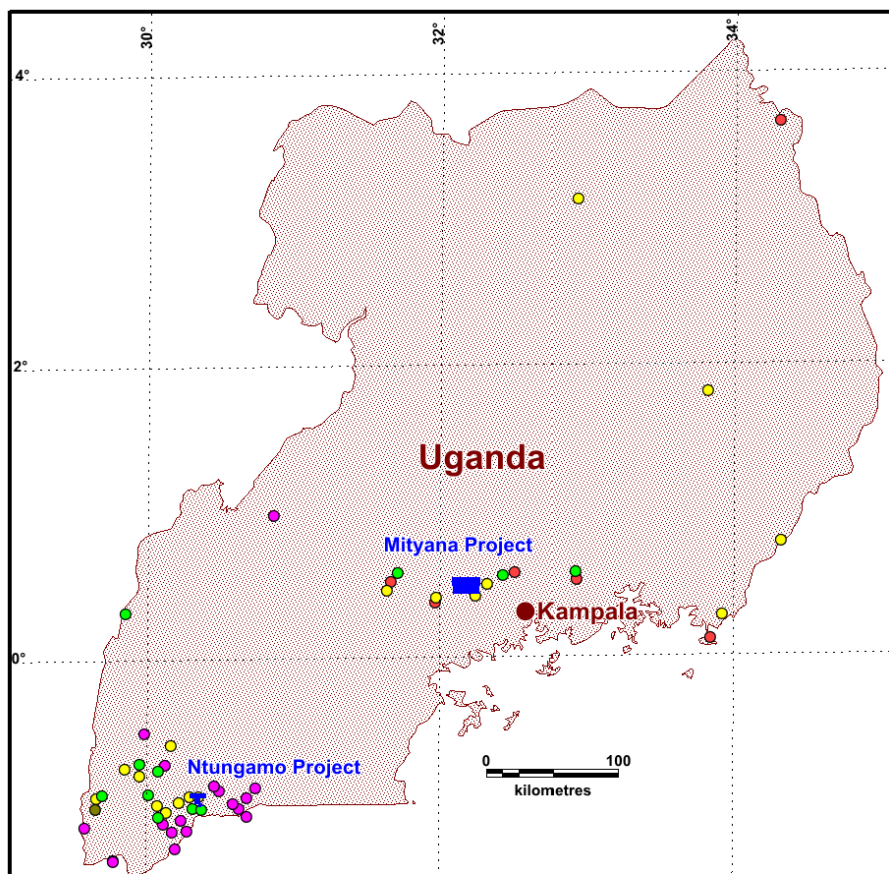 30°
32°
34°
4°
2°
Uganda
Mityana Project
Kampala
0°
Ntungamo Project
0 100
kilometres